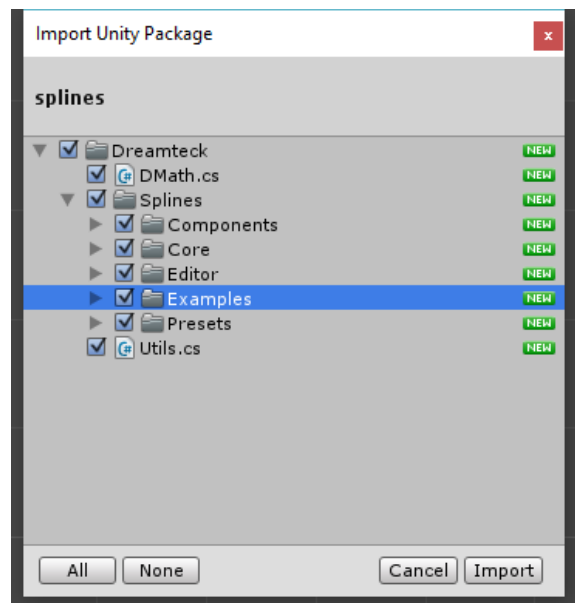 Import Unity Package
x
splines
Dreamteck NEW
DMath.cs NEW
Splines NEW
Components NEW
Core NEW
Editor NEW
Examples NEW
Presets NEW
Utils.cs NEW
All None Cancel Import